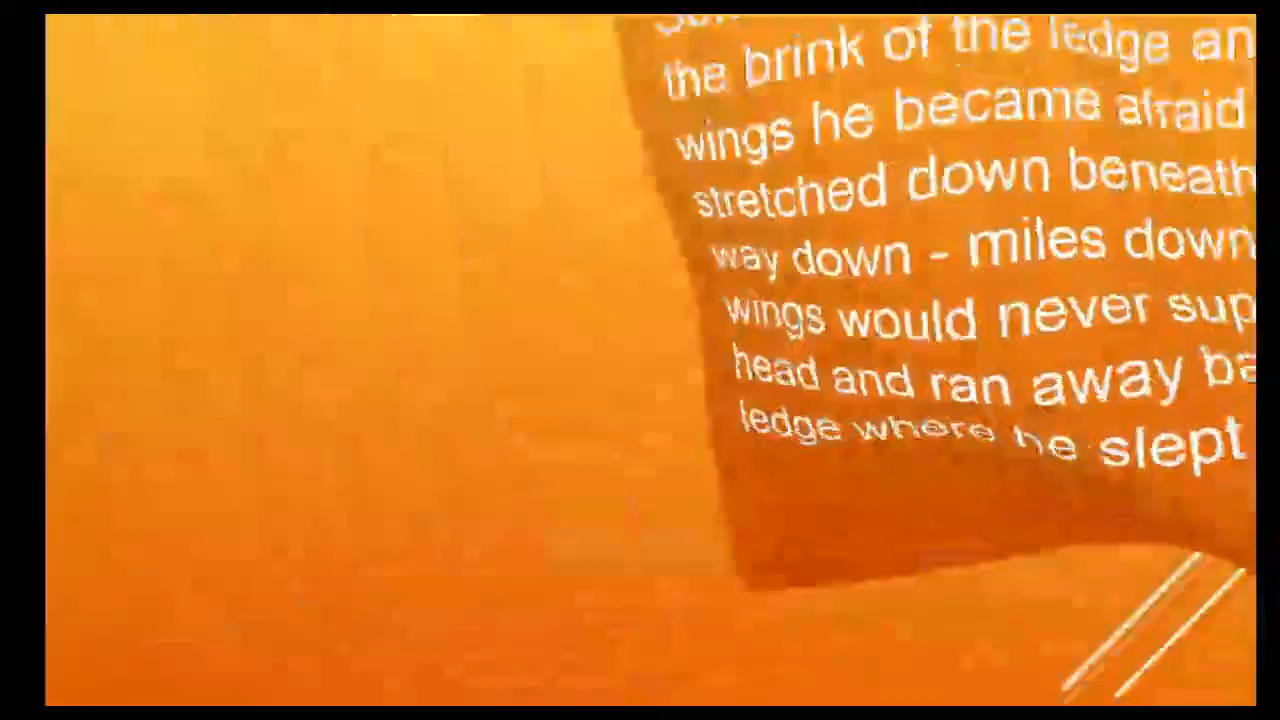 the brink of the ledge an
wings he became afraid
stretched down beneath
way down - miles down
wings would never sup
head and ran away ba
ledge where he slept